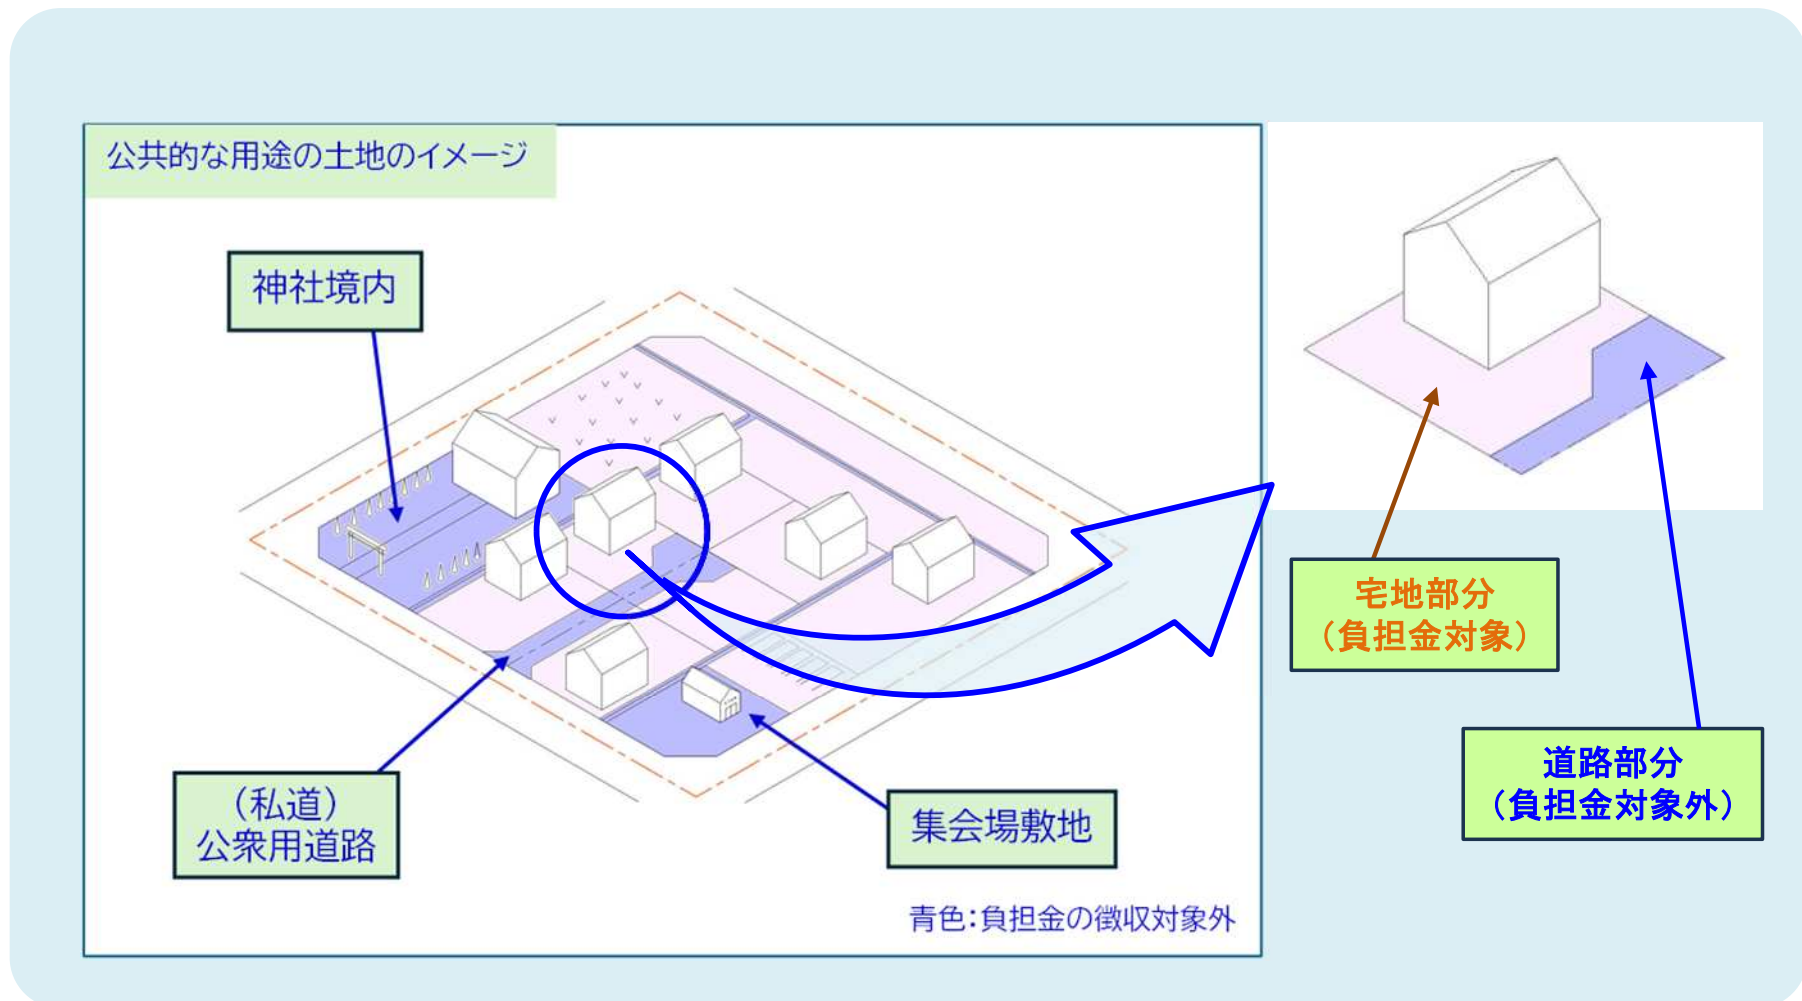 公共的な用途の土地のイメージ
神社境内
(私道)
公衆用道路
集会場敷地
青色:負担金の徴収対象外
宅地部分
(負担金対象)
道路部分
(負担金対象外)